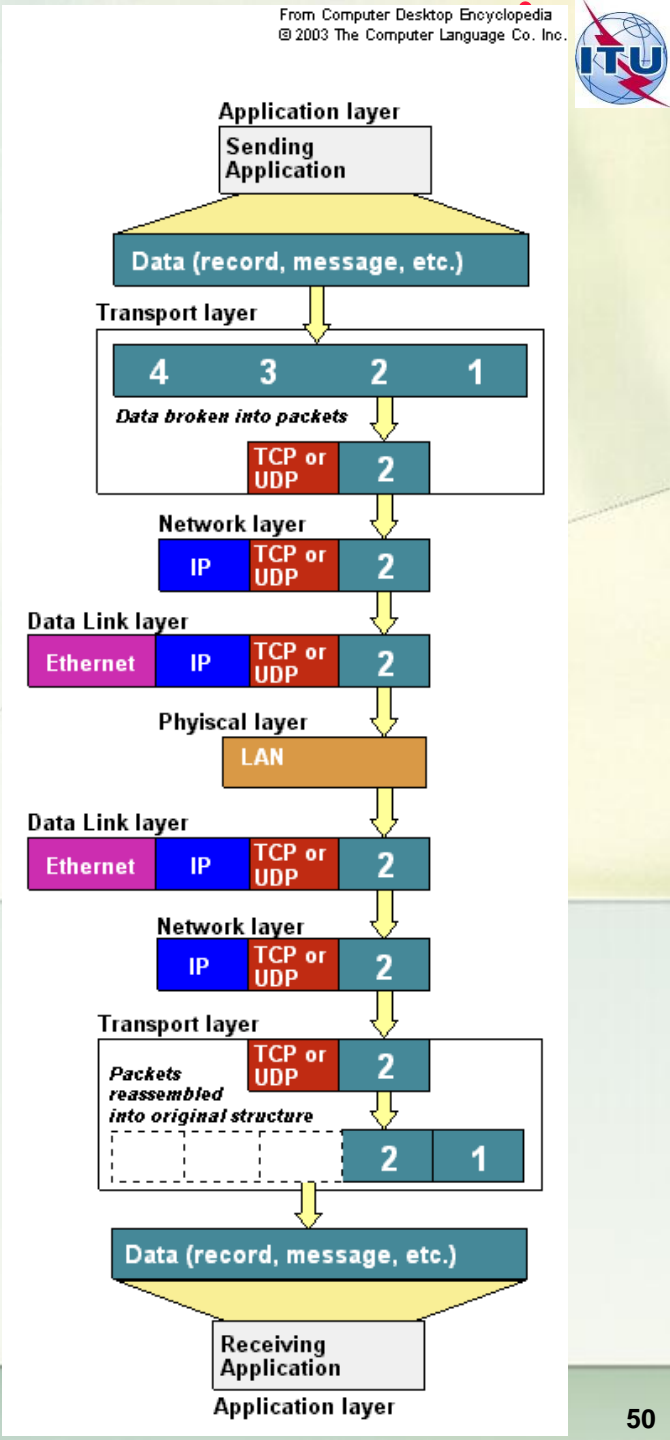 From Computer Desktop Encyclopedia
© 2003 The Computer Language Co. Inc.
ITU
Application layer
Sending
Application
Data (record, message, etc.)
Transport layer
4 3 2 1
Data broken into packets
TCP or
UDP
2
Network layer
IP
TCP or
UDP
2
Data Link layer
Ethernet
IP
TCP or
UDP
2
Phyiscal layer
LAN
Data Link layer
Ethernet
IP
TCP or
UDP
2
Network layer
IP
TCP or
UDP
2
Transport layer
TCP or
UDP
2
Packets
reassembled
into original structure
2 1
Data (record, message, etc.)
Receiving
Application
Application layer
50